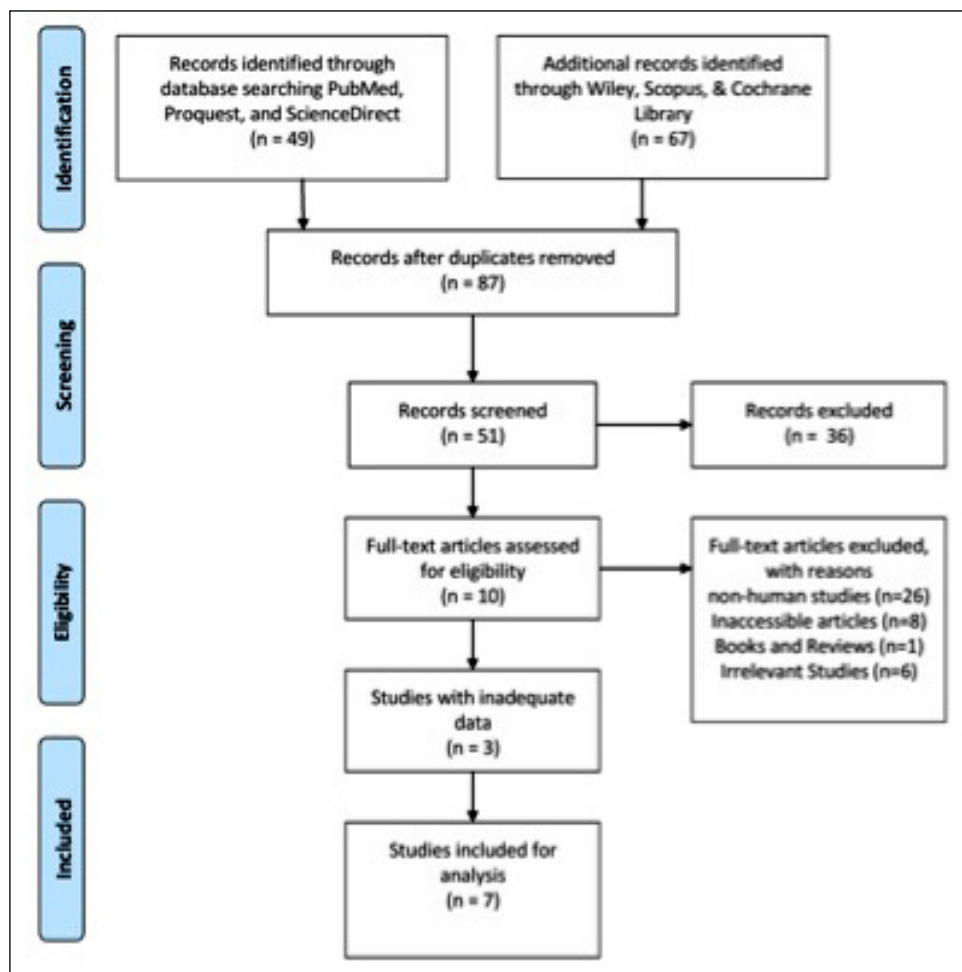 Identification
Records identified through
database searching PubMed,
Proquest, and ScienceDirect
(n = 49)
Additional records identified
through Wiley, Scopus, & Cochrane
Library
(n = 67)
Records after duplicates removed
(n = 87)
Screening
Records screened
(n = 51)
Records excluded
(n = 36)
Eligibility
Full-text articles assessed
for eligibility
(n = 10)
Full-text articles excluded,
with reasons
non-human studies (n=26)
Inaccessible articles (n=8)
Books and Reviews (n=1)
Irrelevant Studies (n=6)
Studies with inadequate
data
(n = 3)
Included
Studies included for
analysis
(n = 7)